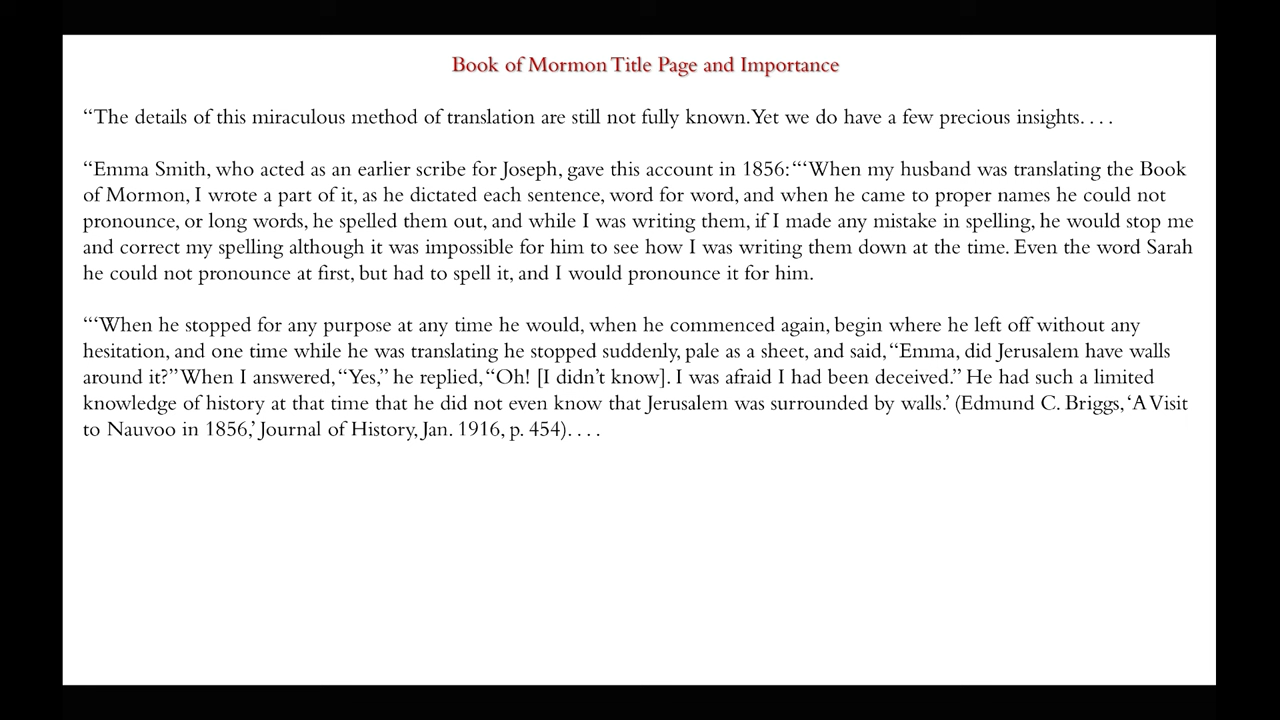 Book of Mormon Title Page and Importance
“The details of this miraculous method of translation are still not fully known. Yet we do have a few precious insights. . . .
“Emma Smith, who acted as an earlier scribe for Joseph, gave this account in 1856: “‘When my husband was translating the Book
of Mormon, I wrote a part of it, as he dictated each sentence, word for word, and when he came to proper names he could not
pronounce, or long words, he spelled them out, and while I was writing them, if I made any mistake in spelling, he would stop me
and correct my spelling although it was impossible for him to see how I was writing them down at the time. Even the word Sarah
he could not pronounce at first, but had to spell it, and I would pronounce it for him.
“‘When he stopped for any purpose at any time he would, when he commenced again, begin where he left off without any
hesitation, and one time while he was translating he stopped suddenly, pale as a sheet, and said, “Emma, did Jerusalem have walls
around it?” When I answered, “Yes,” he replied, “Oh! [I didn’t know]. I was afraid I had been deceived.” He had such a limited
knowledge of history at that time that he did not even know that Jerusalem was surrounded by walls.’ (Edmund C. Briggs, ‘A Visit
to Nauvoo in 1856,’ Journal of History, Jan. 1916, p. 454). . . .